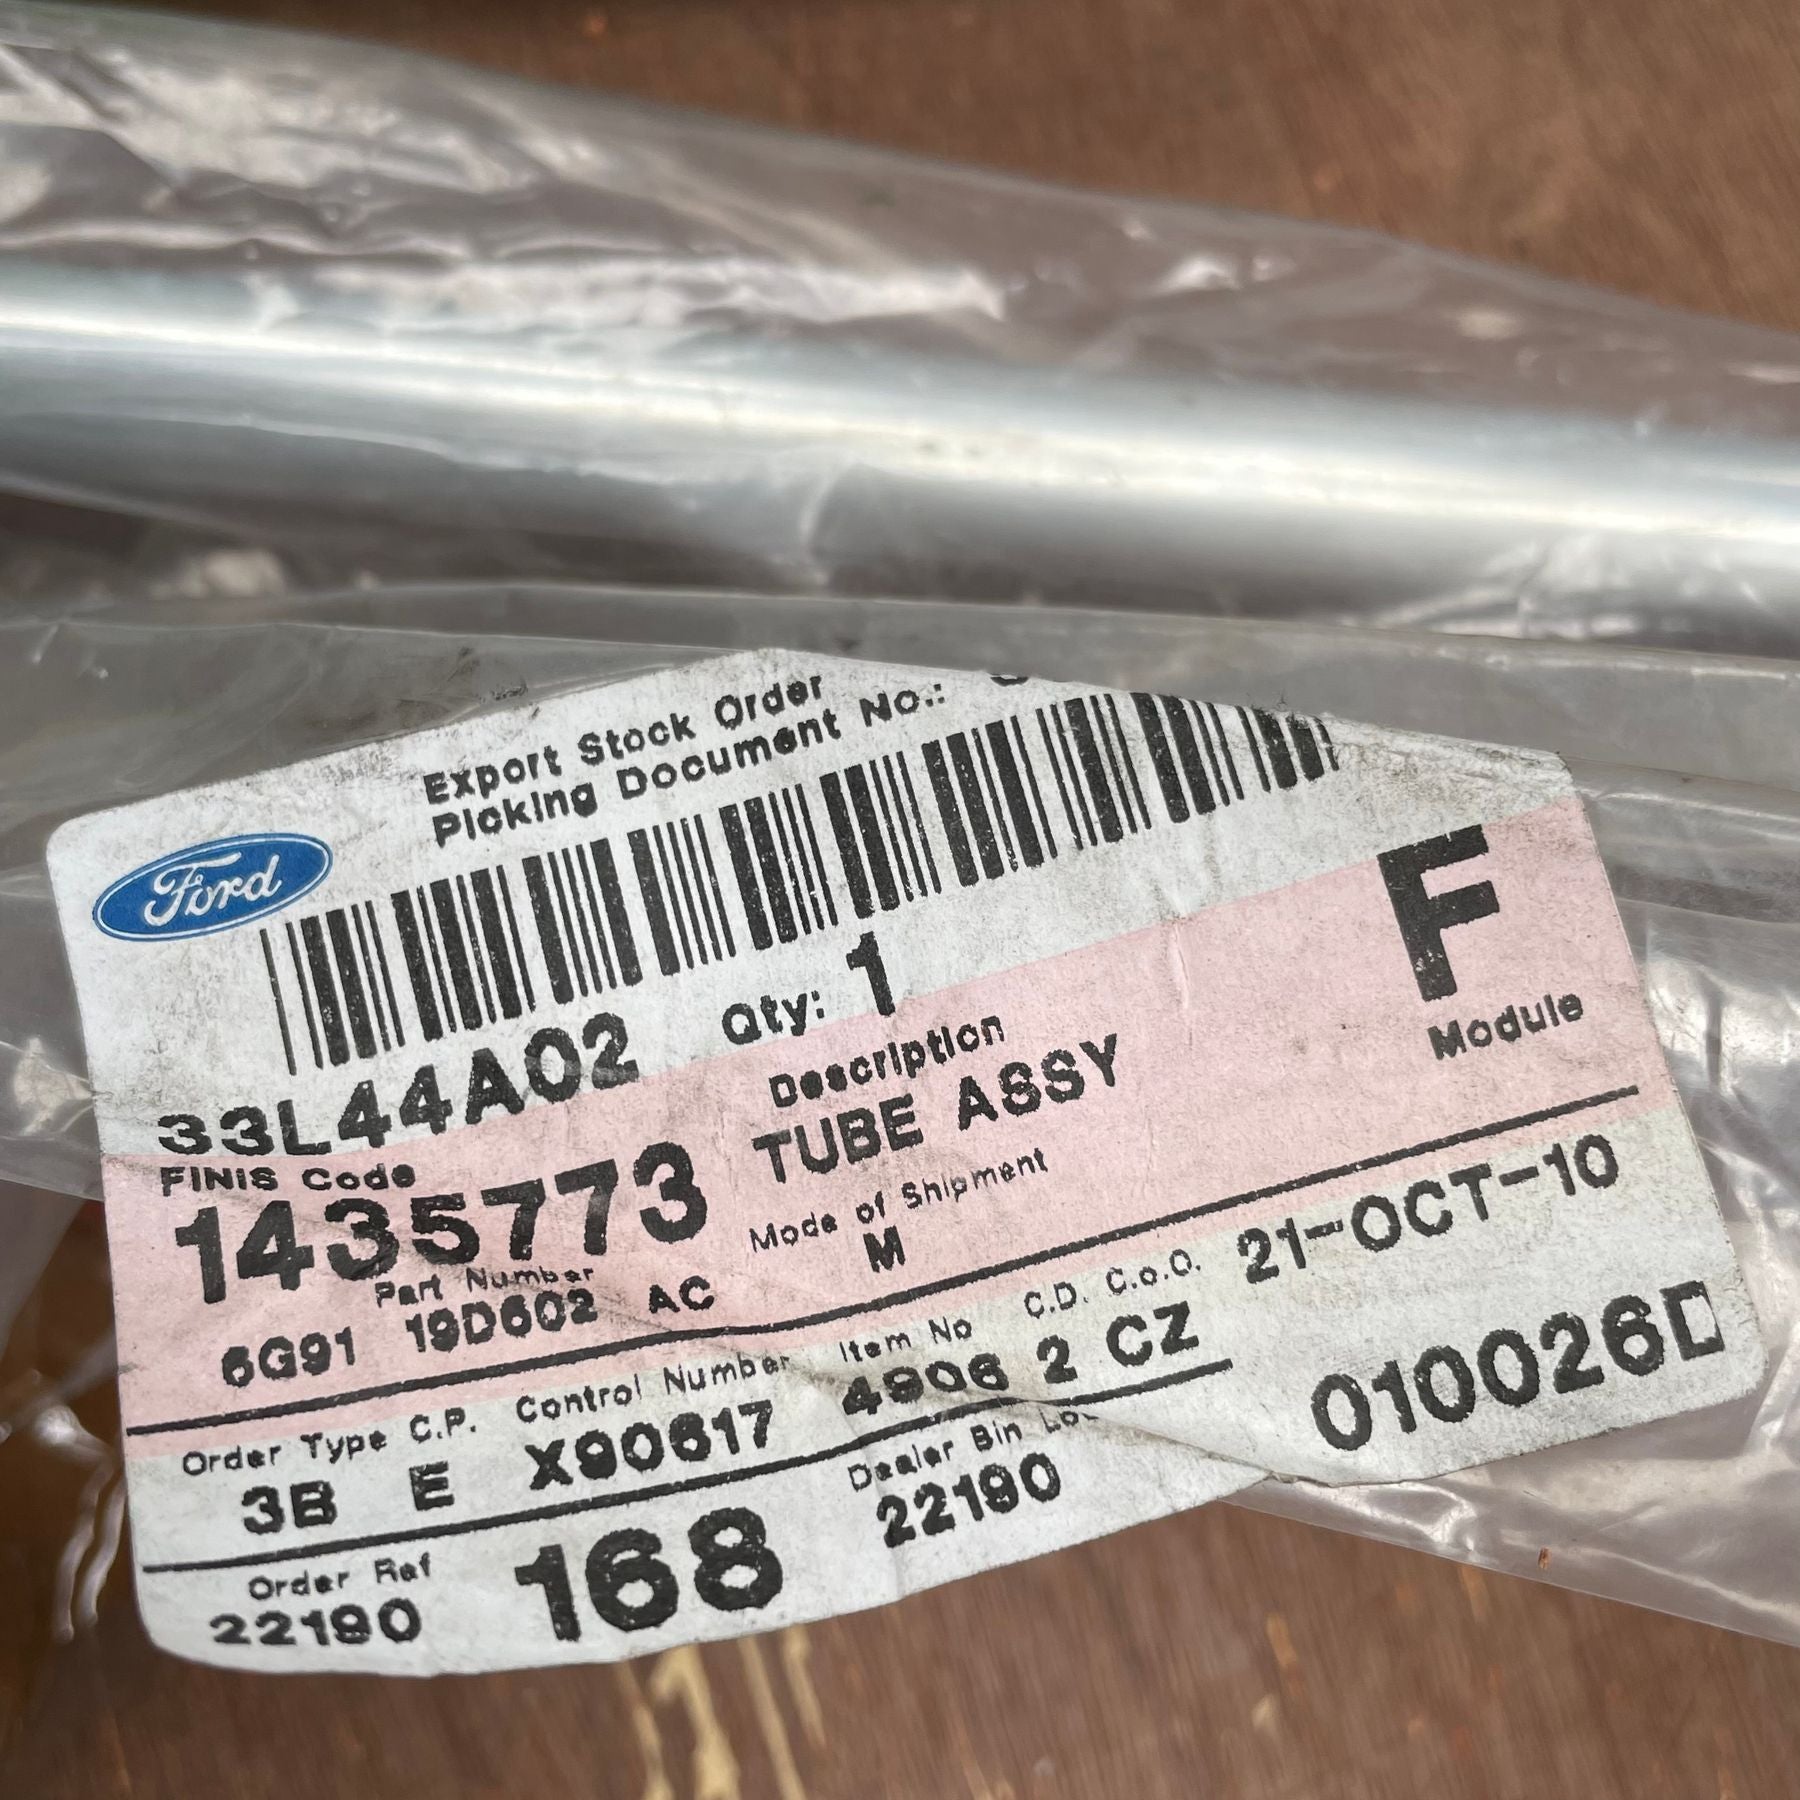 Export Stock Order
Picking Document No.:
Ford
33L44A02 Qty: 1
F
Module
FINIS Code
1435773
Description
TUBE ASSY
Part Number
6G91 19D602 AC
Mode of Shipment
M
Order Type C.P. Control Number Item No C.D. C.o.O. 21-OCT-10
3B E X90617 4906 2 CZ
010026D
Order Ref
22190
168
Dealer Bin
22190